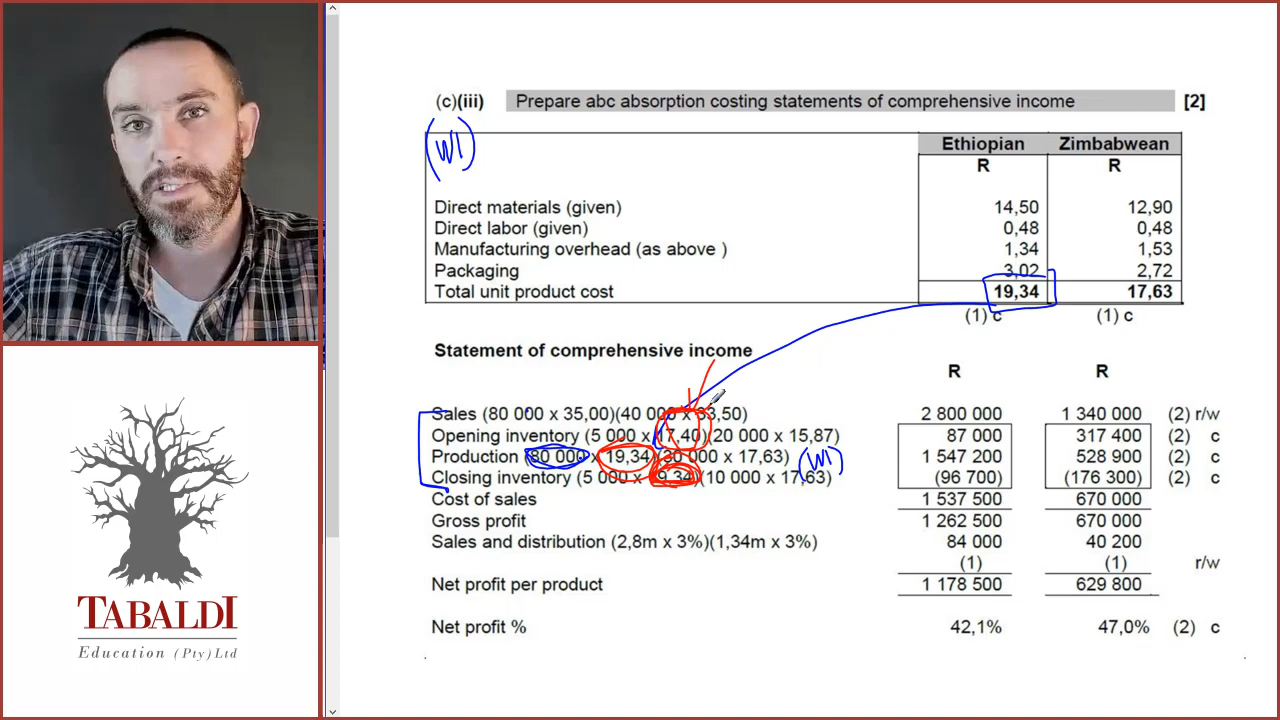 (c)(iii) Prepare abc absorption costing statements of comprehensive income [2]
(W1)
Ethiopian Zimbabwean
R R
Direct materials (given) 14,50 12,90
Direct labor (given) 0,48 0,48
Manufacturing overhead (as above ) 1,34 1,53
Packaging 3,02 2,72
Total unit product cost 19,34 17,63
(1) c (1) c
Statement of comprehensive income
R R
Sales (80 000 x 35,00)(40 000 x 33,50) 2 800 000 1 340 000 (2) r/w
Opening inventory (5 000 x 17,40)(20 000 x 15,87) 87 000 317 400 (2) c
Production (80 000 x 19,34)(30 000 x 17,63) 1 547 200 528 900 (2) c
(W1)
Closing inventory (5 000 x 19,34)(10 000 x 17,63) (96 700) (176 300) (2) c
Cost of sales 1 537 500 670 000
Gross profit 1 262 500 670 000
Sales and distribution (2,8m x 3%)(1,34m x 3%) 84 000 40 200
(1) (1) r/w
Net profit per product 1 178 500 629 800
Net profit % 42,1% 47,0% (2) c
TABALDI
Education (Pty) Ltd